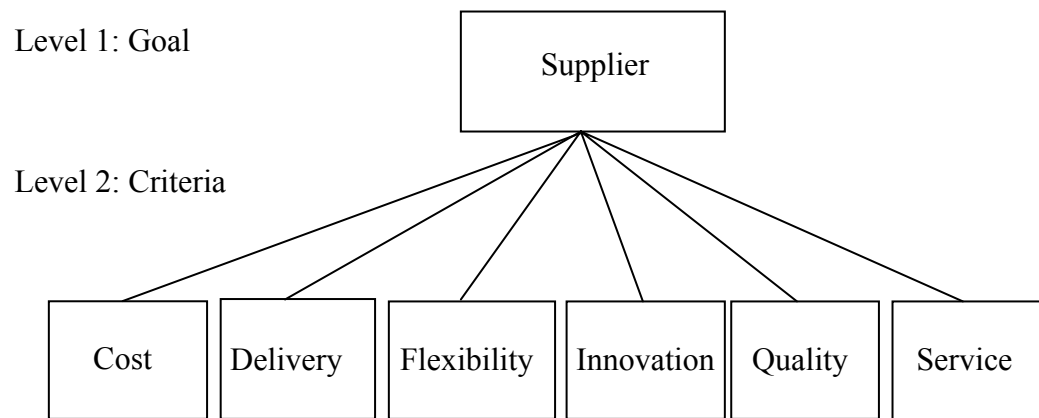 Level 1: Goal
Supplier
Level 2: Criteria
Cost
Delivery
Flexibility
Innovation
Quality
Service